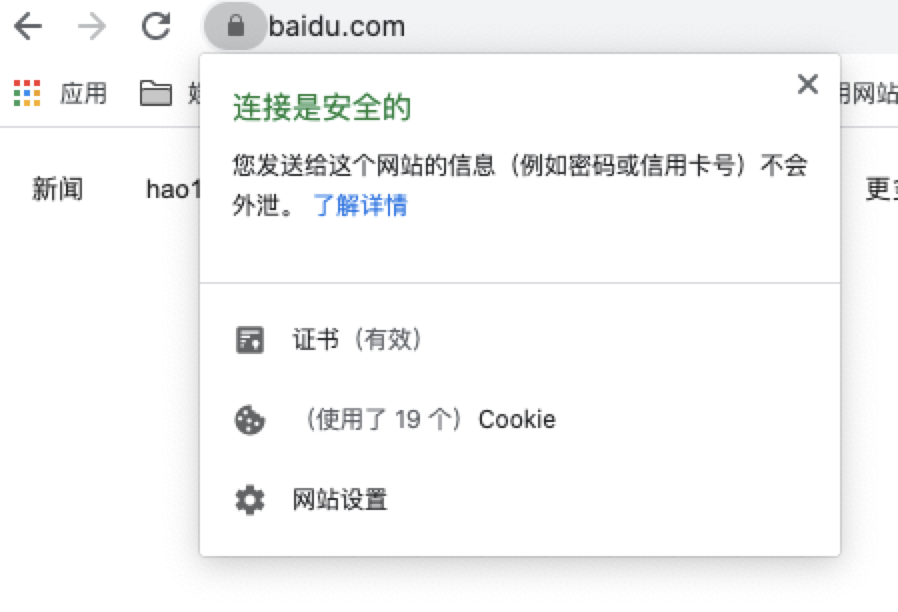 baidu.com
应用
用网站
连接是安全的
您发送给这个网站的信息（例如密码或信用卡号）不会
外泄。 了解详情
新闻
hao1
更
证书（有效）
（使用了 19 个） Cookie
网站设置